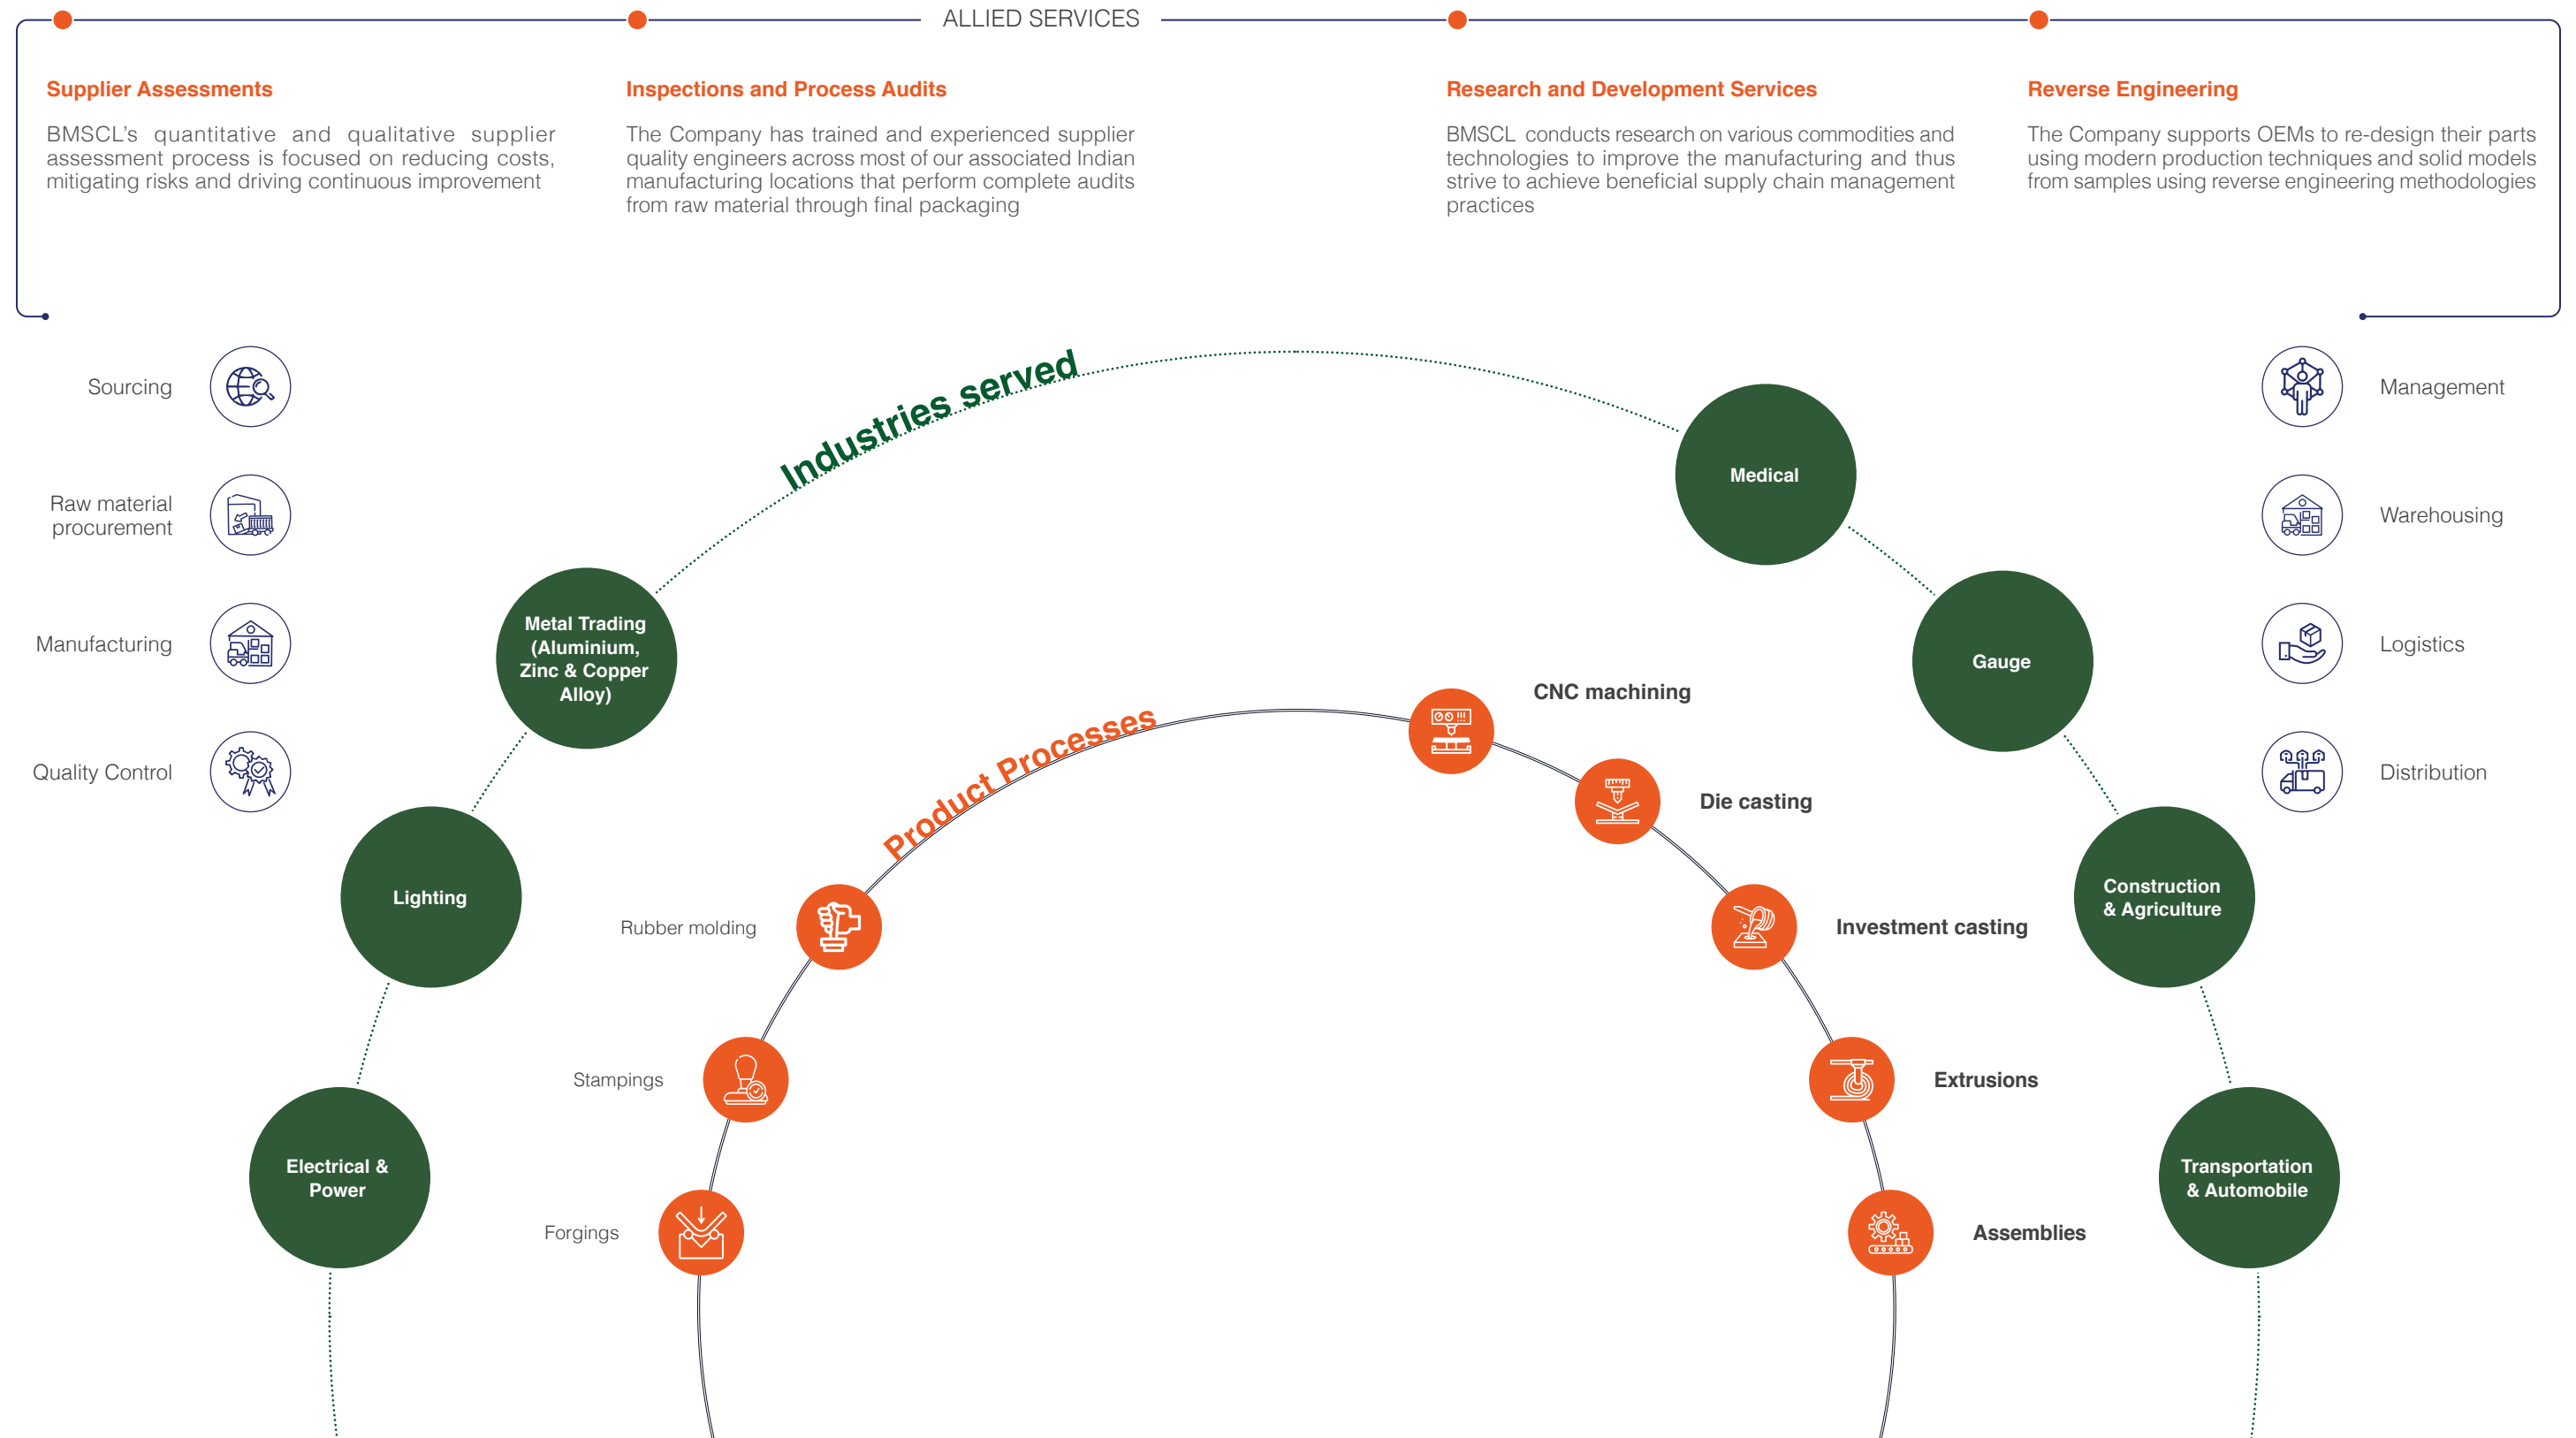 ALLIED SERVICES
Supplier Assessments
BMSCL's quantitative and qualitative supplier
assessment process is focused on reducing costs,
mitigating risks and driving continuous improvement
Inspections and Process Audits
The Company has trained and experienced supplier
quality engineers across most of our associated Indian
manufacturing locations that perform complete audits
from raw material through final packaging
Research and Development Services
BMSCL conducts research on various commodities and
technologies to improve the manufacturing and thus
strive to achieve beneficial supply chain management
practices
Reverse Engineering
The Company supports OEMs to re-design their parts
using modern production techniques and solid models
from samples using reverse engineering methodologies
Sourcing
Raw material
procurement
Manufacturing
Quality Control
Industries served
Metal Trading
(Aluminium,
Zinc & Copper
Alloy)
Lighting
Electrical &
Power
Medical
Gauge
Construction
& Agriculture
Transportation
& Automobile
Product Processes
Rubber molding
Stampings
Forgings
CNC machining
Die casting
Investment casting
Extrusions
Assemblies
Management
Warehousing
Logistics
Distribution